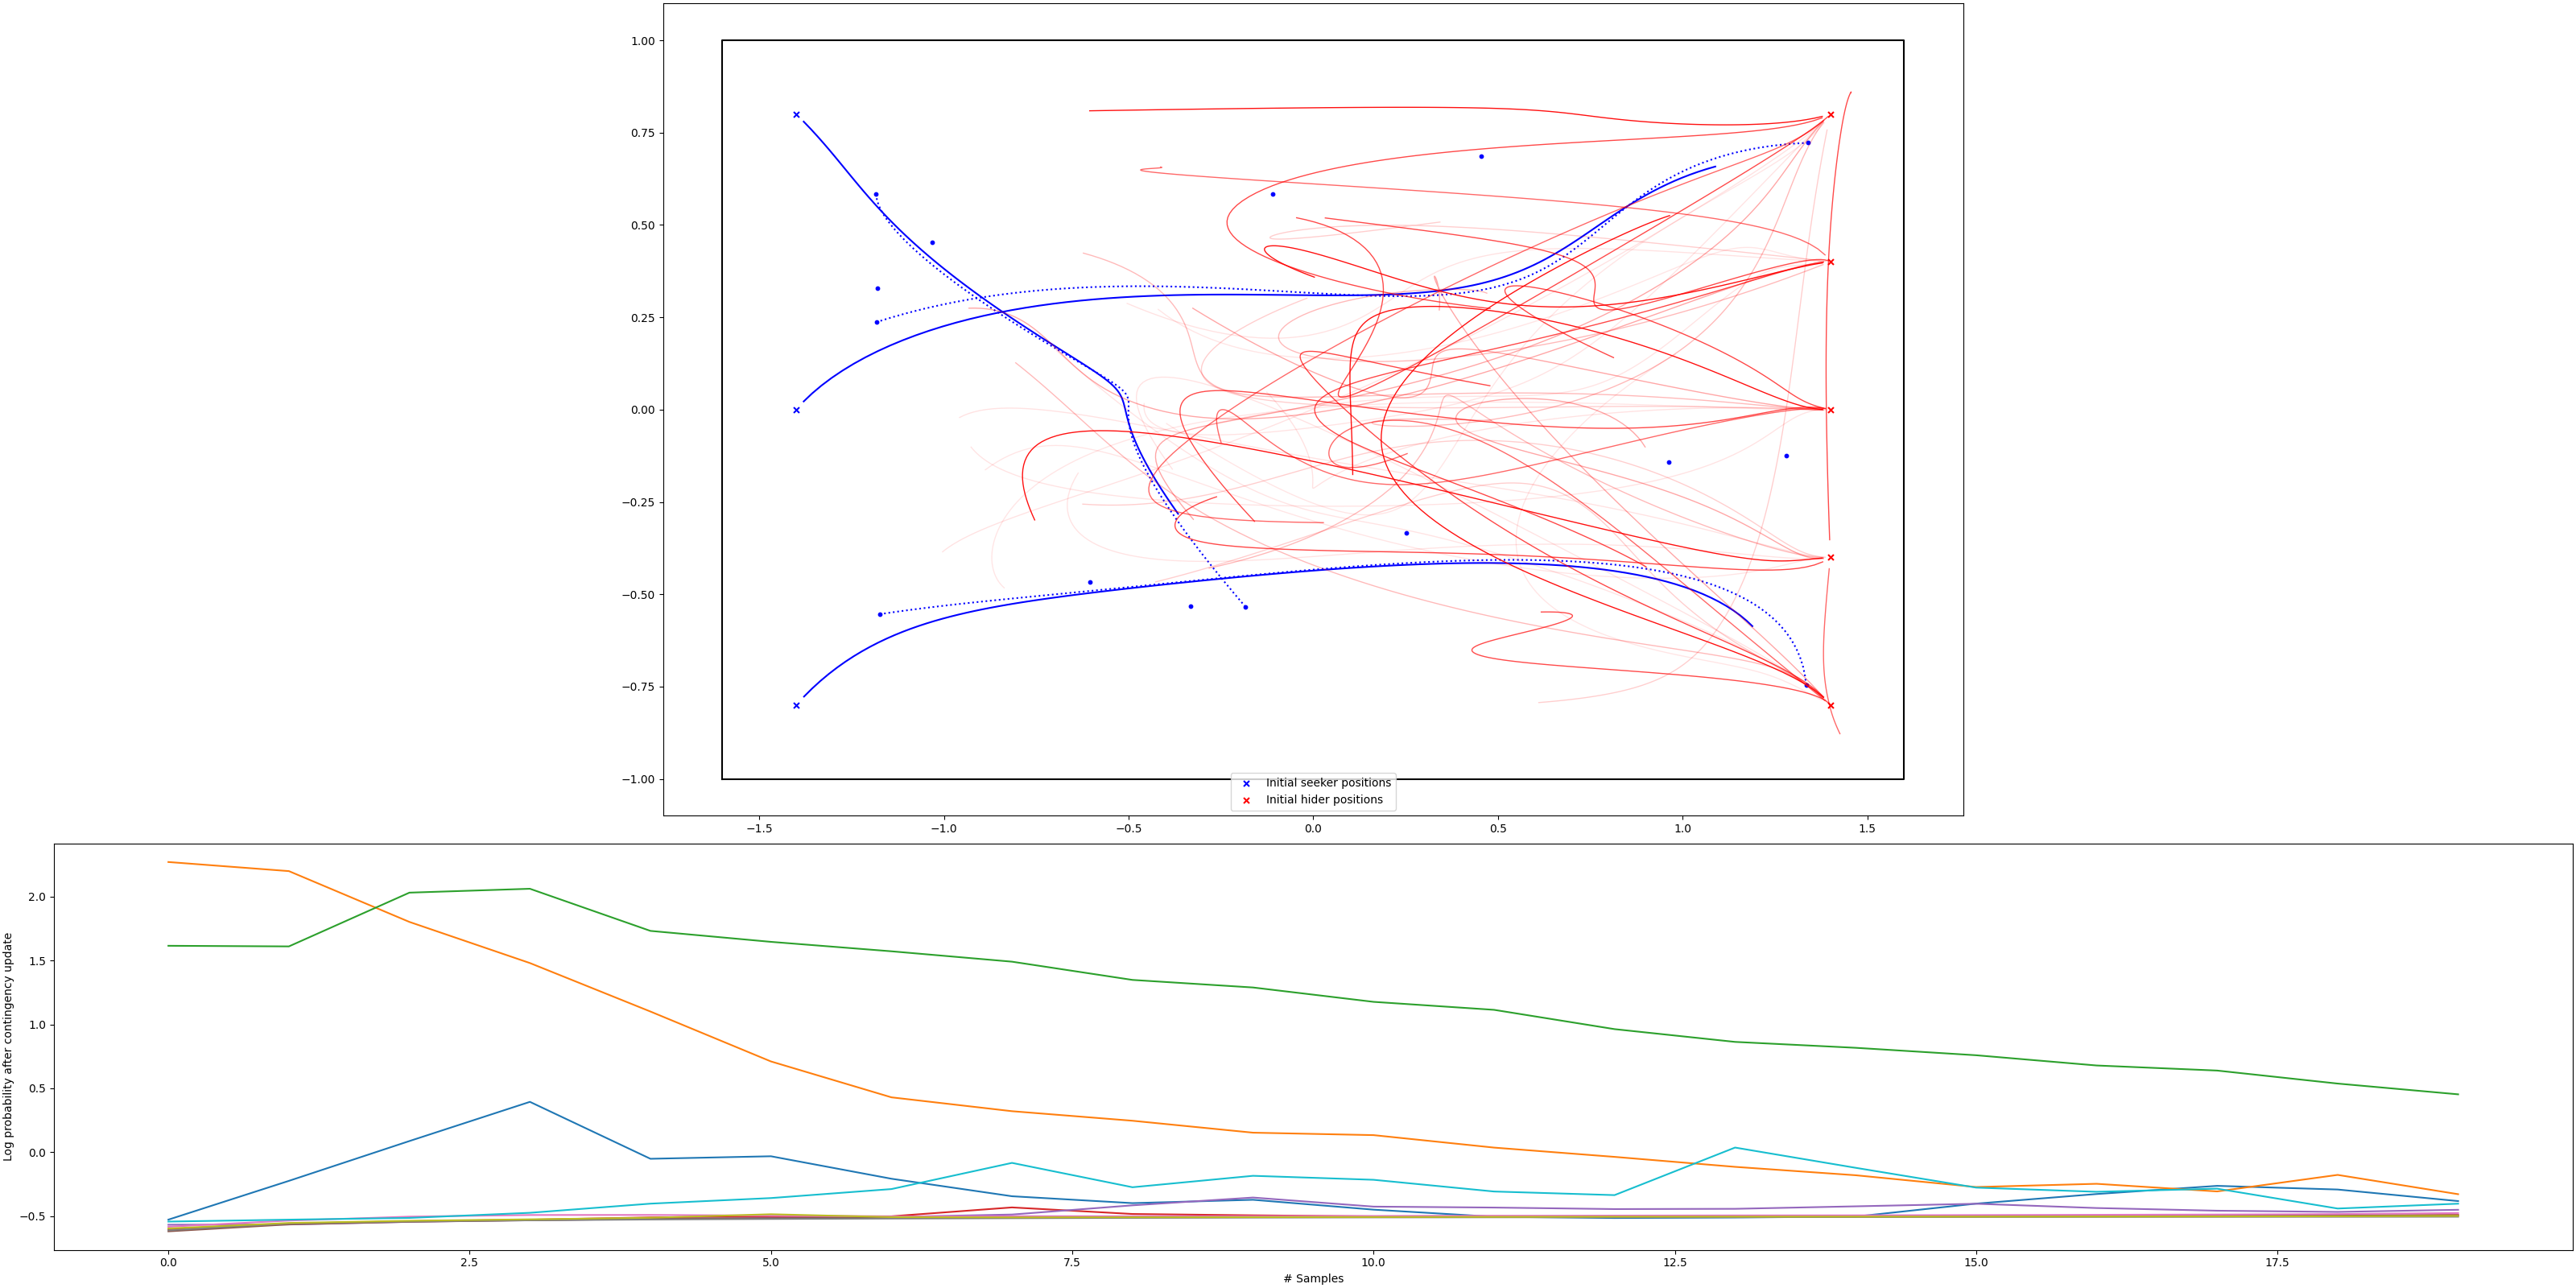 1.00
0.75
0.50
0.25
0.00
−0.25
−0.50
−0.75
−1.00
Initial seeker positions
Initial hider positions
−1.5 −1.0 −0.5 0.0 0.5 1.0 1.5
Log probabiity after contingency update
2.0
1.5
1.0
0.5
0.0
−0.5
0.0 2.5 5.0 7.5 10.0 12.5 15.0 17.5
# Samples